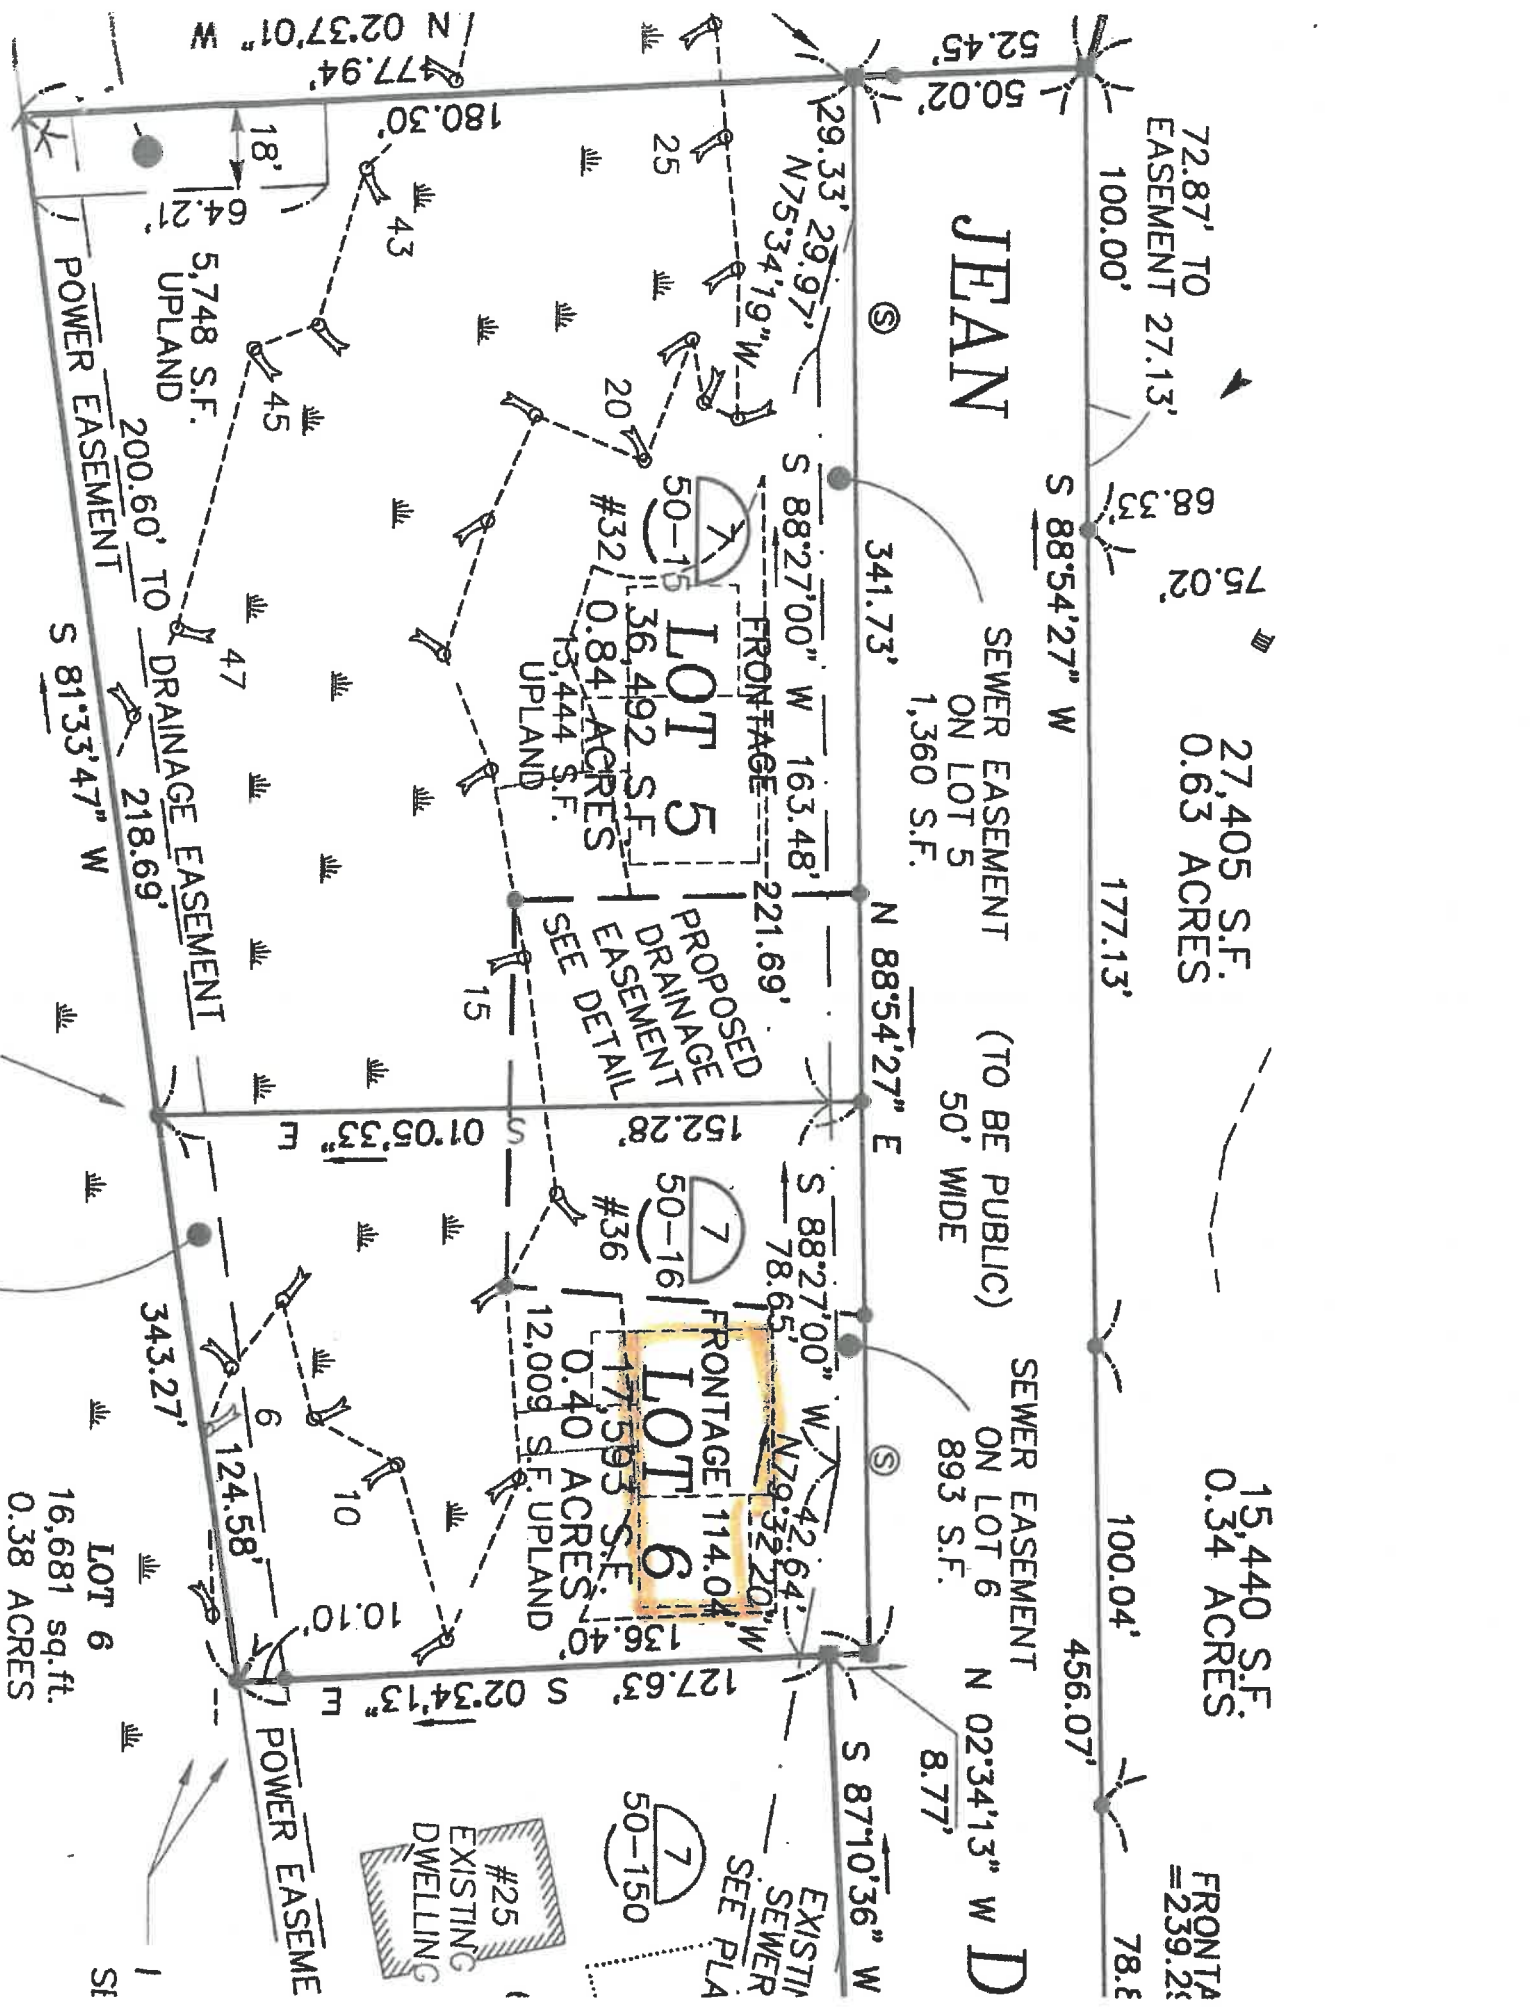 72.87' TO
EASEMENT 27.13'
27,405 S.F.
0.63 ACRES
15,440 S.F.
0.34 ACRES
100.00'
68.33'
75.02'
177.13'
100.04'
S 88°54'27" W
456.07'
52.45'
50.02'
JEAN
D
SEWER EASEMENT
ON LOT 5
1,360 S.F.
(TO BE PUBLIC)
50' WIDE
SEWER EASEMENT
ON LOT 6
893 S.F.
N 02°34'13" W
8.77'
S
S
341.73'
N 88°54'27" E
S 87°10'36" W
29.33'
29.97'
N75°34'19"W
S 88°27'00" W 163.48'
S 88°27'00" W
78.65'
42.64'
N79°32'20"W
FRONTAGE
221.69'
7
50-15
#32
LOT 5
36,492 S.F.
0.84 ACRES
13,444 S.F.
UPLAND
PROPOSED
DRAINAGE
EASEMENT
SEE DETAIL
7
50-16
#36
FRONTAGE 114.04'
LOT 6
17,593 S.F.
0.40 ACRES
12,009 S.F. UPLAND
N 02°37'01" W
477.94'
180.30'
18'
64.21'
25
20
43
45
47
15
10
6
5,748 S.F.
UPLAND
POWER EASEMENT
200.60' TO DRAINAGE EASEMENT
218.69'
S 81°33'47" W
152.28'
S 01°05'33" E
343.27'
124.58'
10.10'
136.40'
127.63'
S 02°34'13" E
POWER EASEME
LOT 6
16,681 sq.ft.
0.38 ACRES
#25
EXISTING
DWELLING
7
50-150
EXISTIN
SEWER
SEE PLA
FRONTA